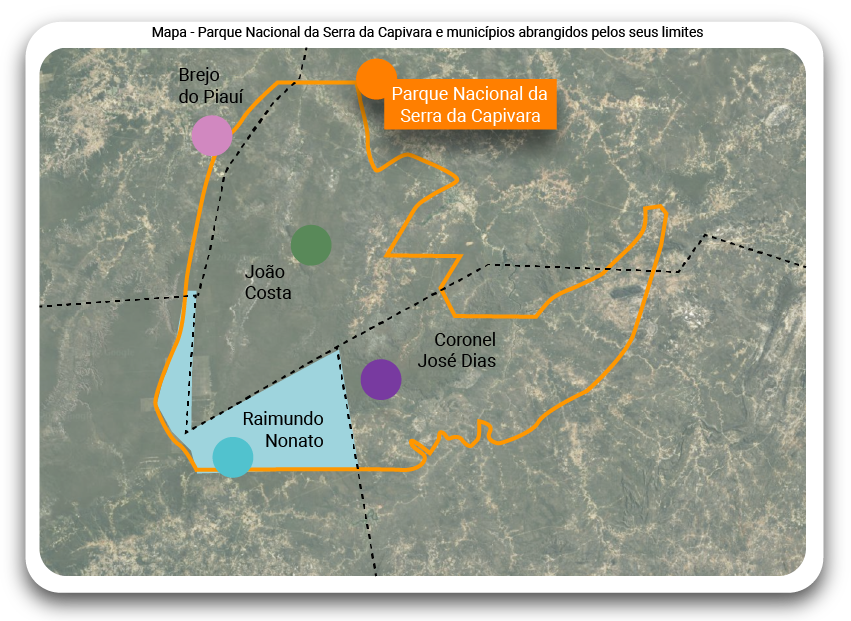 Mapa - Parque Nacional da Serra da Capivara e municípios abrangidos pelos seus limites
Brejo
do Piauí
Parque Nacional da
Serra da Capivara
João
Costa
Coronel
José Dias
Raimundo
Nonato